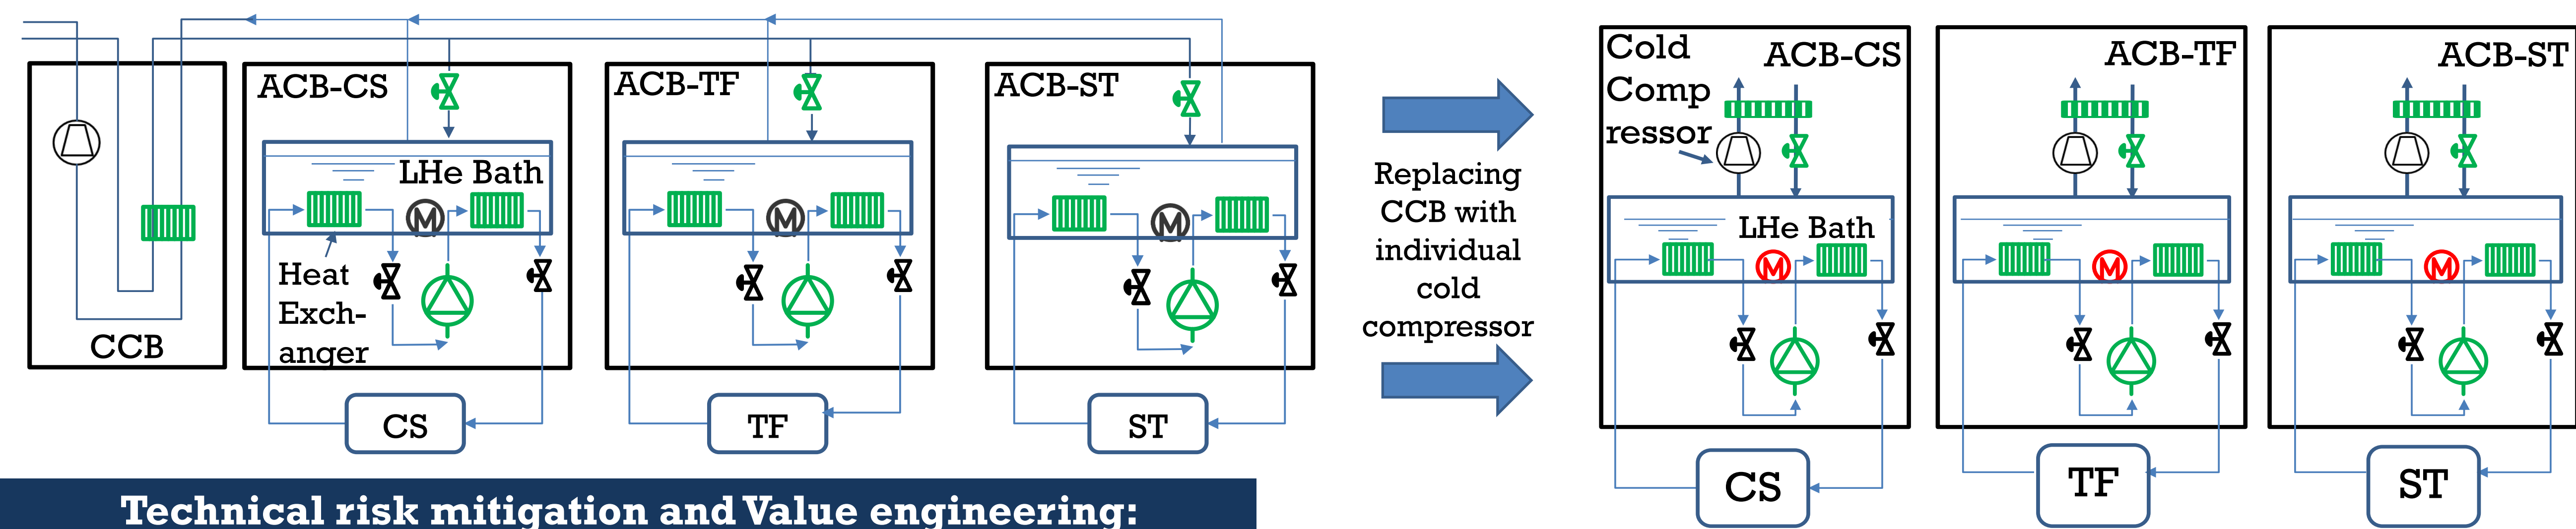 CCB
ACB-CS
LHe Bath
M
Heat
Exch-
anger
CS
ACB-TF
M
TF
ACB-ST
M
ST
Replacing
CCB with
individual
cold
compressor
Cold
Comp
ressor
ACB-CS
LHe Bath
M
CS
ACB-TF
M
TF
ACB-ST
M
ST
Technical risk mitigation and Value engineering: